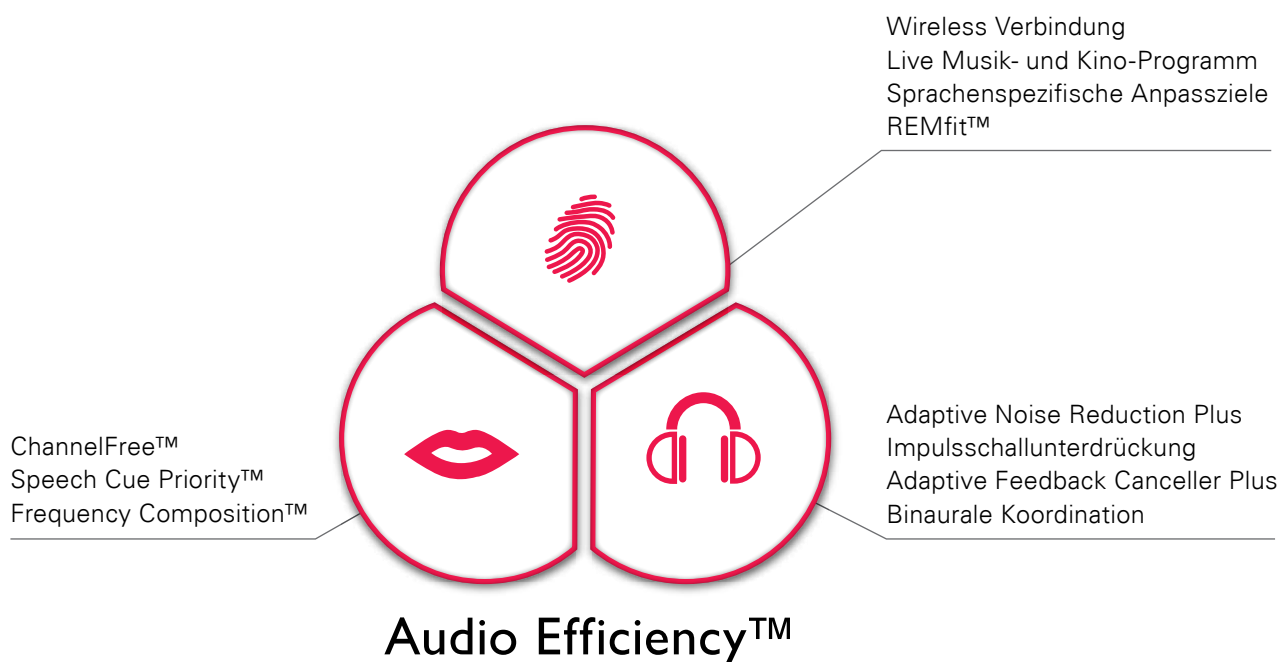 Wireless Verbindung
Live Musik- und Kino-Programm
Sprachenspezifische Anpassziele
REMfit™
ChannelFree™
Speech Cue Priority™
Frequency Composition™
Adaptive Noise Reduction Plus
Impulsschallunterdrückung
Adaptive Feedback Canceller Plus
Binaurale Koordination
Audio Efficiency™